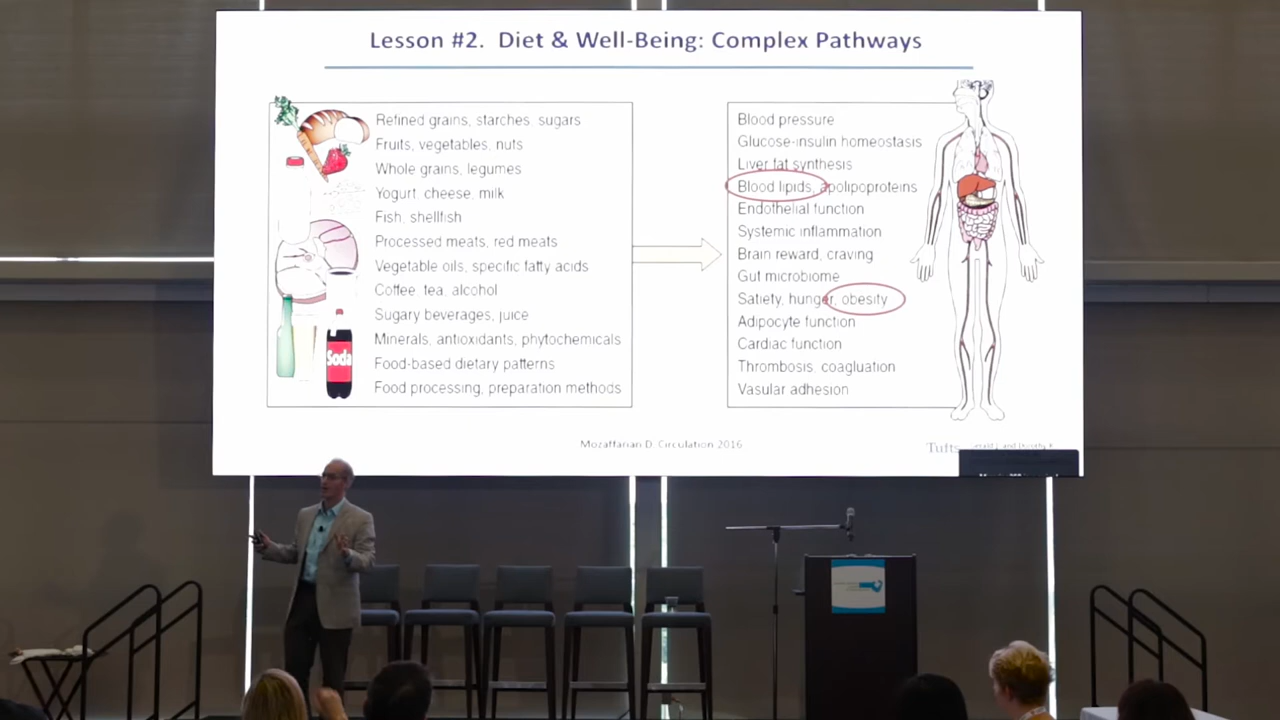 Lesson #2. Diet & Well-Being: Complex Pathways
Refined grains, starches, sugars
Fruits, vegetables, nuts
Whole grains, legumes
Yogurt, cheese, milk
Fish, shellfish
Processed meats, red meats
Vegetable oils, specific fatty acids
Coffee, tea, alcohol
Sugary beverages, juice
Minerals, antioxidants, phytochemicals
Food-based dietary patterns
Food processing, preparation methods
Soda
Blood pressure
Glucose-insulin homeostasis
Liver fat synthesis
Blood lipids, apolipoproteins
Endothelial function
Systemic inflammation
Brain reward, craving
Gut microbiome
Satiety, hunger, obesity
Adipocyte function
Cardiac function
Thrombosis, coagluation
Vascular adhesion
Mozaffarian D. Circulation 2016
Tufts